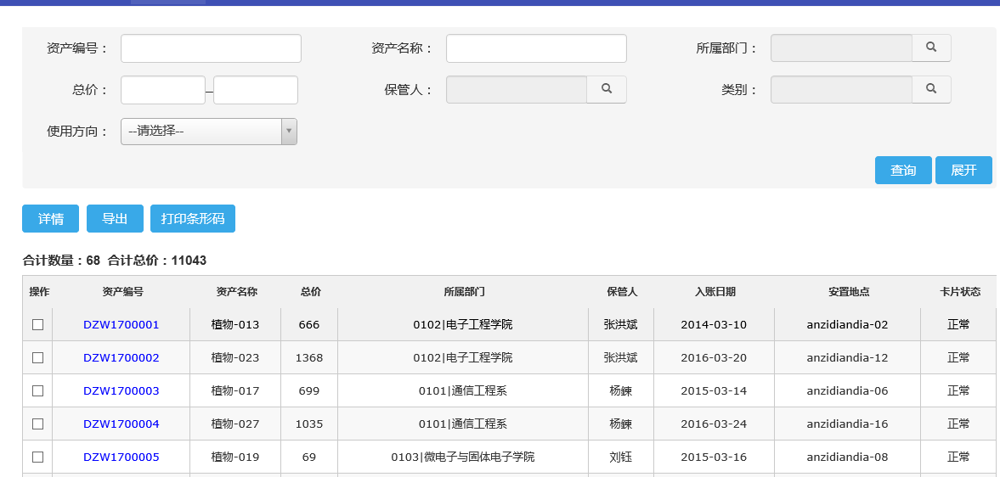 资产编号： 资产名称： 所属部门：
总价： – 保管人： 类别：
使用方向： --请选择--
查询 展开
详情 导出 打印条形码
合计数量：68 合计总价：11043
操作 资产编号 资产名称 总价 所属部门 保管人 入账日期 安置地点 卡片状态
DZW1700001 植物-013 666 0102|电子工程学院 张洪斌 2014-03-10 anzidiandia-02 正常
DZW1700002 植物-023 1368 0102|电子工程学院 张洪斌 2016-03-20 anzidiandia-12 正常
DZW1700003 植物-017 699 0101|通信工程系 杨鍊 2015-03-14 anzidiandia-06 正常
DZW1700004 植物-027 1035 0101|通信工程系 杨鍊 2016-03-24 anzidiandia-16 正常
DZW1700005 植物-019 69 0103|微电子与固体电子学院 刘钰 2015-03-16 anzidiandia-08 正常